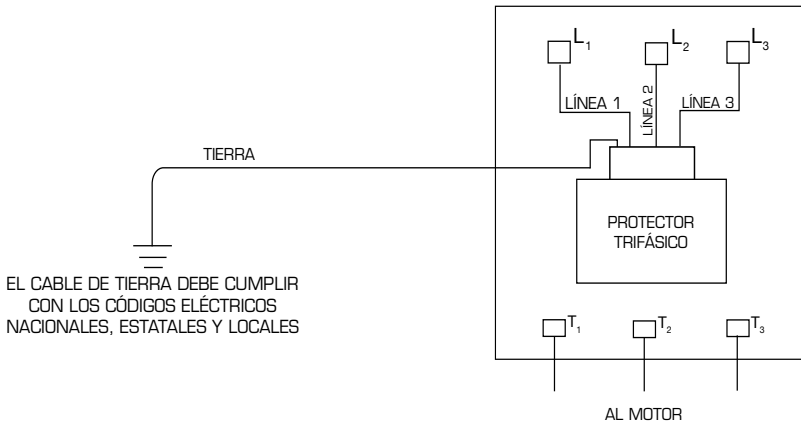 L1
L2
L3
LÍNEA 1
LÍNEA 2
LÍNEA 3
TIERRA
PROTECTOR
TRIFÁSICO
EL CABLE DE TIERRA DEBE CUMPLIR
CON LOS CÓDIGOS ELÉCTRICOS
NACIONALES, ESTATALES Y LOCALES
T1
T2
T3
AL MOTOR